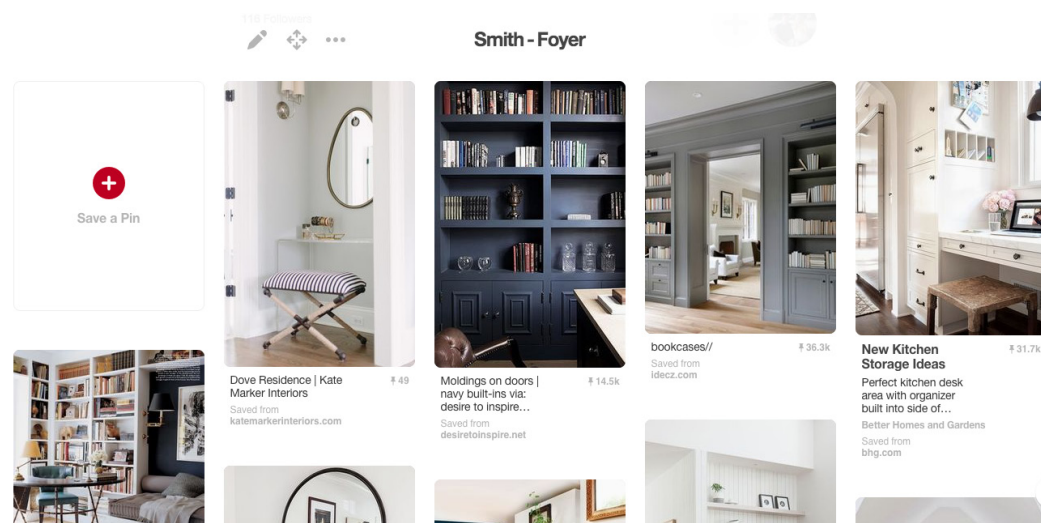 118 Followers
Smith - Foyer
Save a Pin
Dove Residence | Kate
Marker Interiors
49
Saved from
katemarkerinteriors.com
Moldings on doors |
navy built-ins via:
desire to inspire...
14.5k
Saved from
desiretoinspire.net
bookcases//
36.3k
Saved from
idecz.com
New Kitchen
Storage Ideas
31.7k
Perfect kitchen desk
area with organizer
built into side of...
Better Homes and Gardens
Saved from
bhg.com